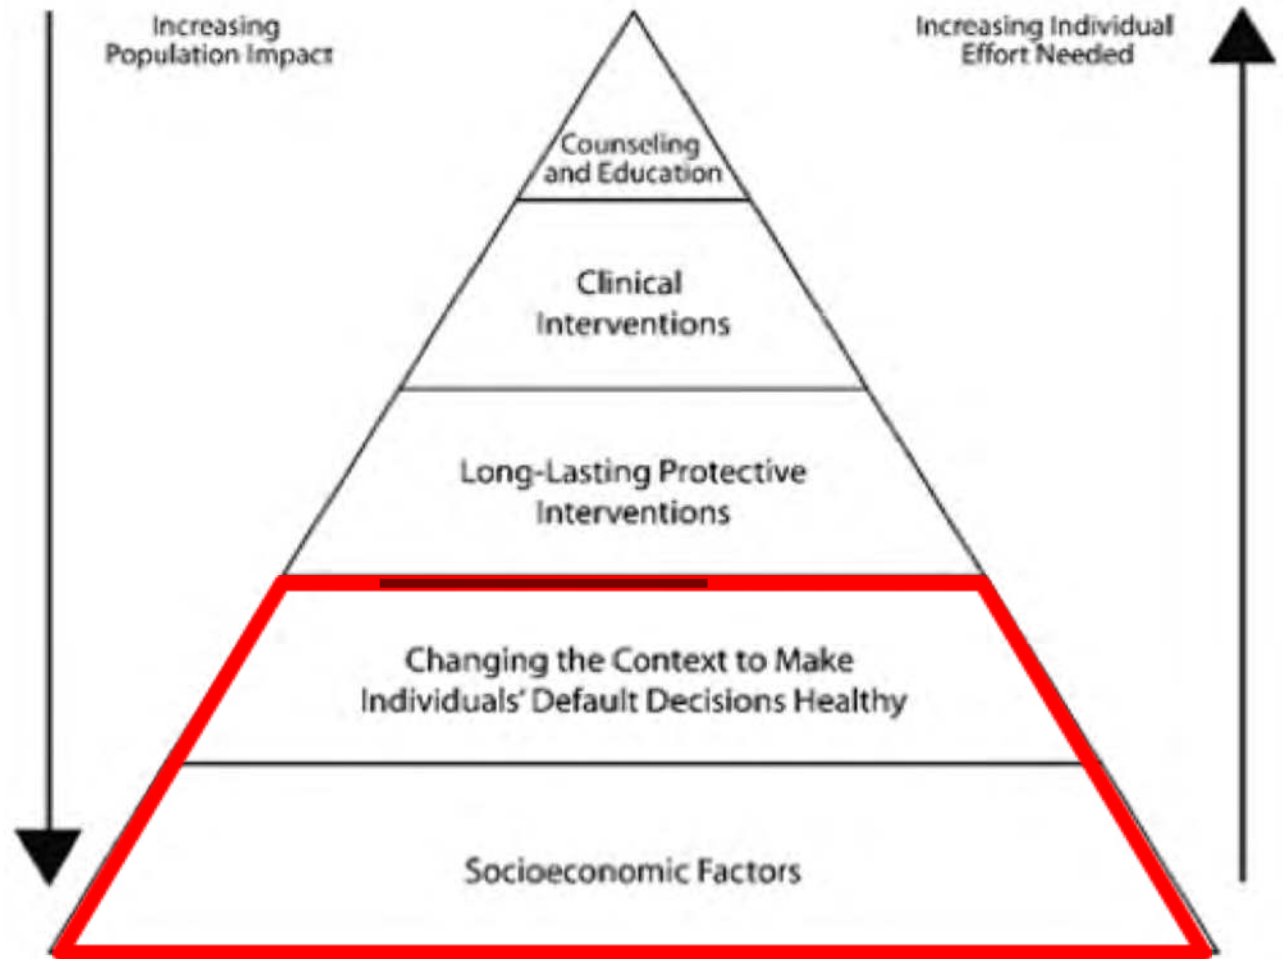 Increasing
Population Impact
Increasing Individual
Effort Needed
Counseling
and Education
Clinical
Interventions
Long-Lasting Protective
Interventions
Changing the Context to Make
Individuals' Default Decisions Healthy
Socioeconomic Factors